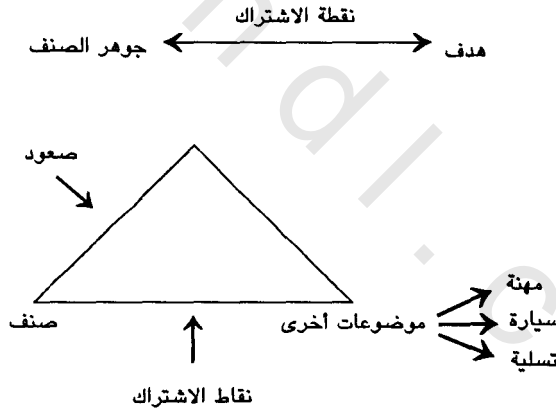 نقطة الاشتراك
جوهر الصنف
هدف
صعود
صنف
موضوعات أخرى
مهنة
سيارة
تسلية
نقاط الاشتراك